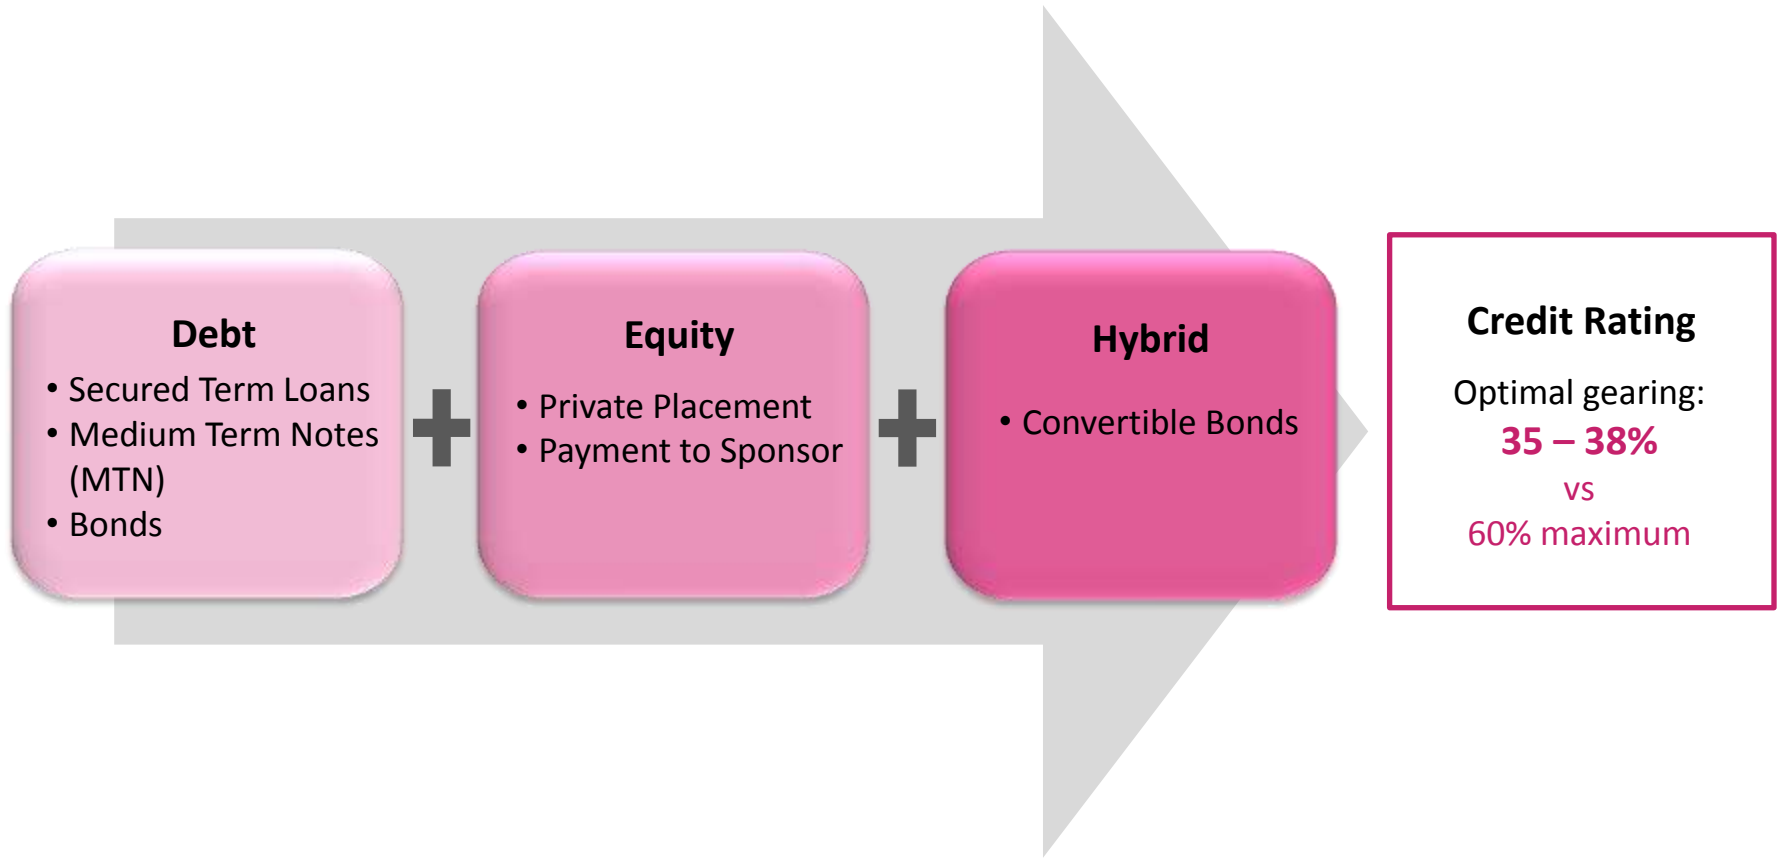 Debt
• Secured Term Loans
• Medium Term Notes
(MTN)
• Bonds
Equity
• Private Placement
• Payment to Sponsor
Hybrid
• Convertible Bonds
Credit Rating
Optimal gearing:
35 – 38%
vs
60% maximum